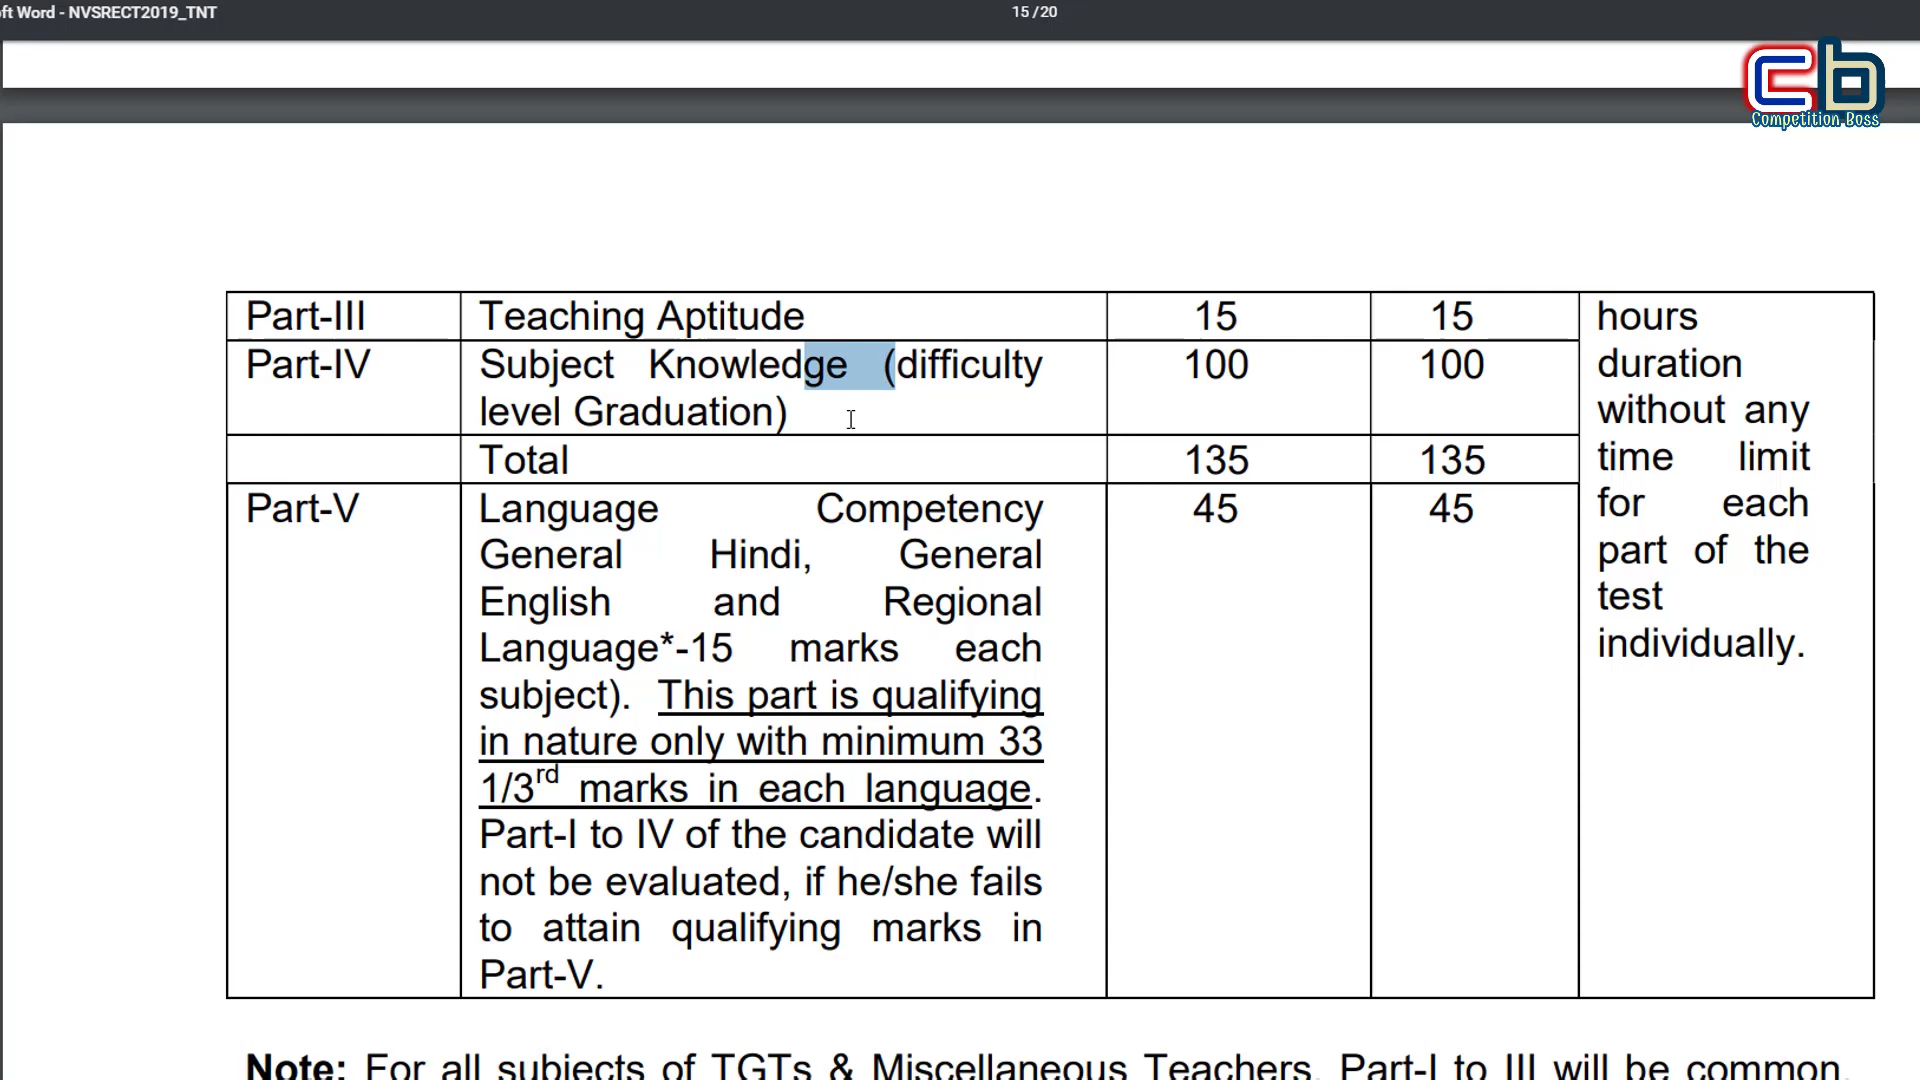 ft Word - NVSRECT2019_TNT
15 / 20
Competition Boss
Part-III Teaching Aptitude 15 15
Part-IV Subject Knowledge (difficulty level Graduation) 100 100
Total 135 135
Part-V Language Competency 45 45
General Hindi, General
English and Regional
Language*-15 marks each
subject). This part is qualifying
in nature only with minimum 33
1/3rd marks in each language.
Part-I to IV of the candidate will
not be evaluated, if he/she fails
to attain qualifying marks in
Part-V.
hours
duration
without any
time limit
for each
part of the
test
individually.
Note: For all subjects of TGTs & Miscellaneous Teachers, Part-I to III will be common.